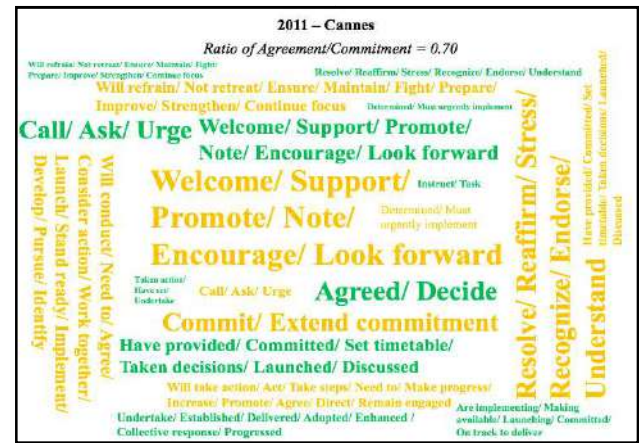 2011 – Cannes
Ratio of Agreement/Commitment = 0.70
Will refrain/ Not retreat/ Ensure/ Maintain/ Fight/
Prepare/ Improve/ Strengthen/ Continue focus
Resolve/ Reaffirm/ Stress/ Recognize/ Endorse/ Understand
Will refrain/ Not retreat/ Ensure/ Maintain/ Fight/ Prepare/
Improve/ Strengthen/ Continue focus
Determined/ Must urgently implement
Call/ Ask/ Urge
Welcome/ Support/ Promote/
Note/ Encourage/ Look forward
Welcome/ Support/
Promote/ Note/
Encourage/ Look forward
Instruct/ Task
Determined/ Must
urgently implement
Will conduct/ Need to/ Agree/
Consider action/ Work together/
Launch/ Stand ready/ Implement/
Develop/ Pursue/ Identify
Resolve/ Reaffirm/ Stress/
Recognize/ Endorse/
Understand
Have provided/ Committed/ Set
timetable/ Taken decisions/ Launched/
Discussed
Taken action/
Have set/
Undertake
Call/ Ask/ Urge
Agreed/ Decide
Commit/ Extend commitment
Have provided/ Committed/ Set timetable/
Taken decisions/ Launched/ Discussed
Will take action/ Act/ Take steps/ Need to/ Make progress/
Increase/ Promote/ Agree/ Direct/ Remain engaged
Undertake/ Established/ Delivered/ Adopted/ Enhanced /
Collective response/ Progressed
Are implementing/ Making
available/ Launching/ Committed/
On track to deliver